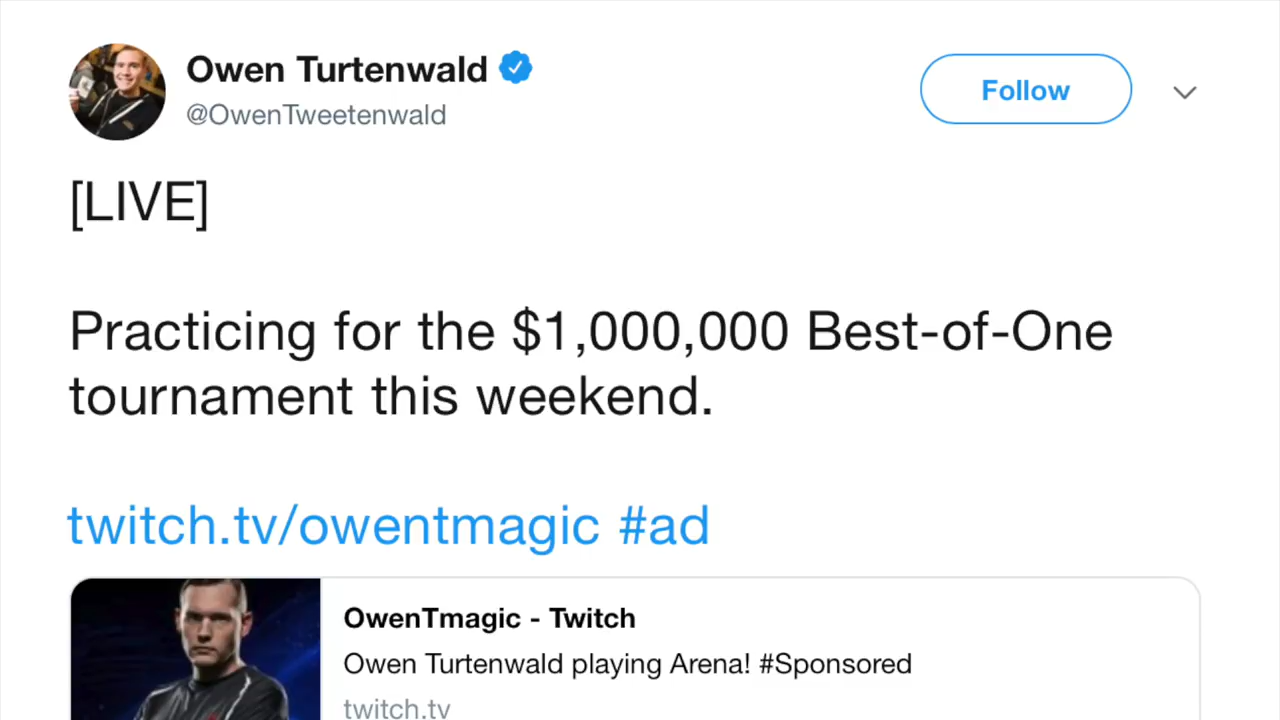 Owen Turtenwald
@OwenTweetenwald
Follow
[LIVE]
Practicing for the $1,000,000 Best-of-One
tournament this weekend.
twitch.tv/owentmagic #ad
OwenTmagic - Twitch
Owen Turtenwald playing Arena! #Sponsored
twitch.tv